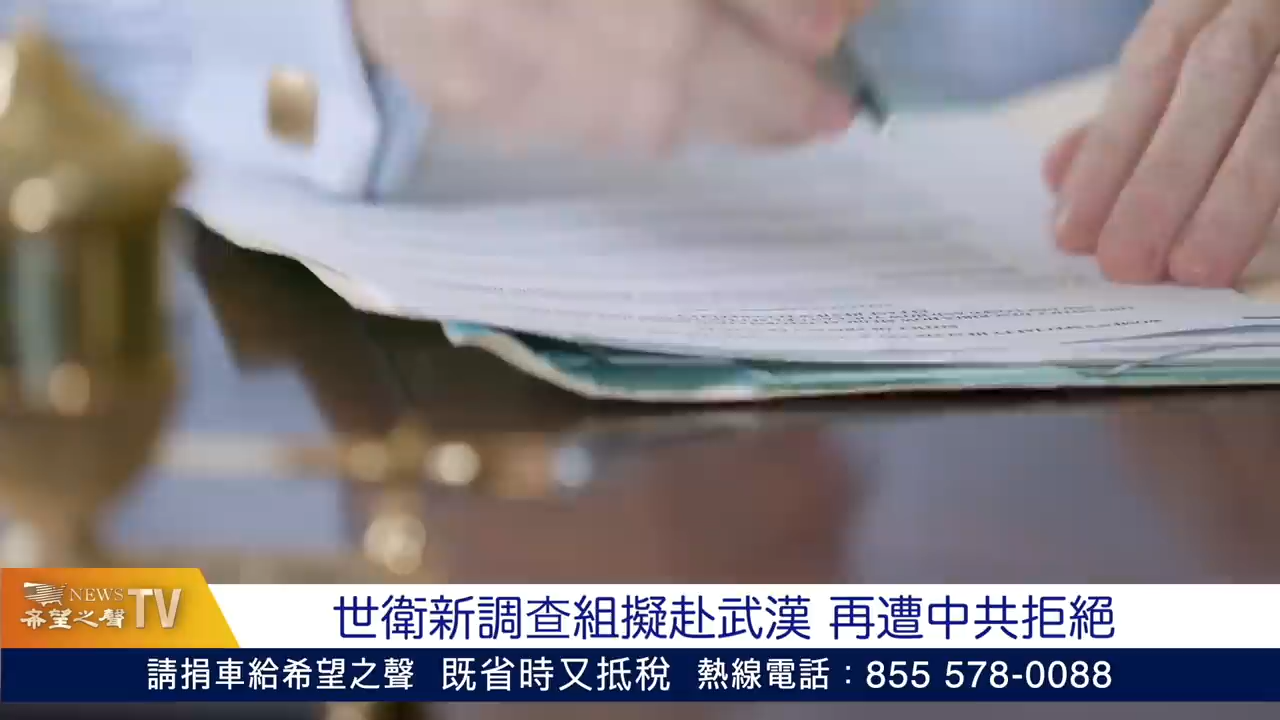 NEWS
希望之聲
TV
世衛新調查組擬赴武漢 再遭中共拒絕
請捐車給希望之聲 既省時又抵稅 熱線電話：855 578-0088